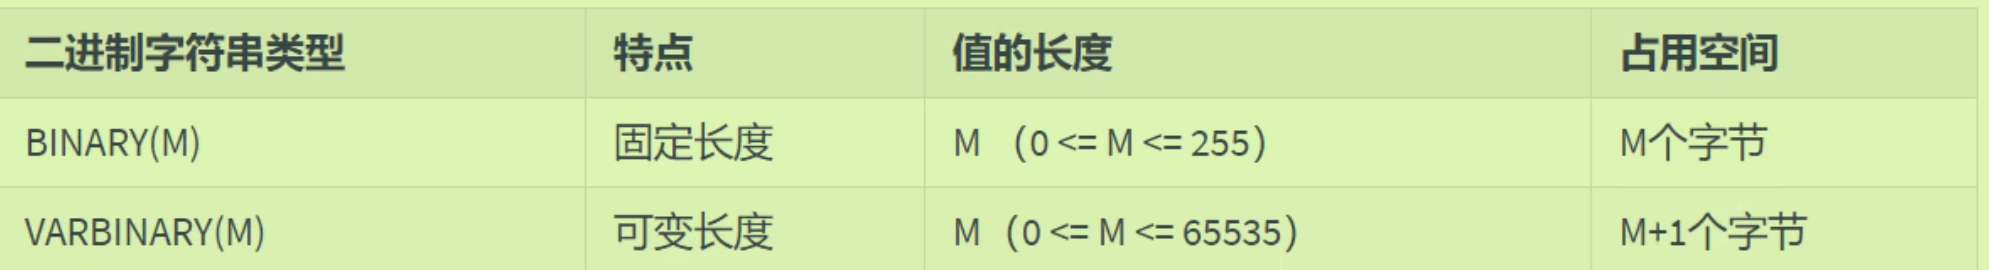 二进制字符串类型 特点 值的长度 占用空间
BINARY(M) 固定长度 M （0 <= M <= 255） M个字节
VARBINARY(M) 可变长度 M（0 <= M <= 65535） M+1个字节